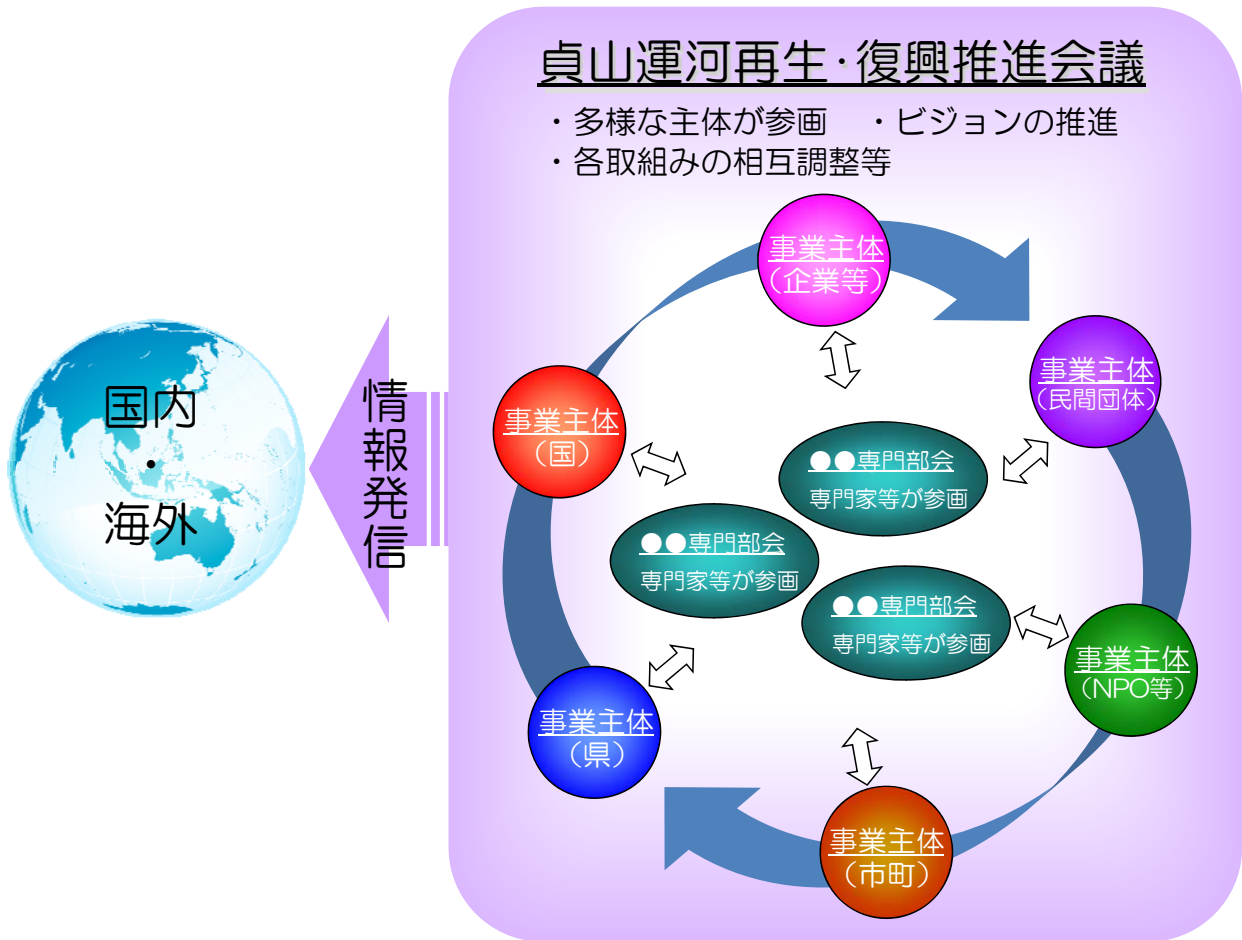 貞山運河再生･復興推進会議
・多様な主体が参画　・ビジョンの推進
・各取組みの相互調整等
事業主体
（企業等）
事業主体
（民間団体）
事業主体
（国）
●●専門部会
専門家等が参画
●●専門部会
専門家等が参画
●●専門部会
専門家等が参画
事業主体
（NPO等）
事業主体
（県）
事業主体
（市町）
情報発信
国内
・
海外